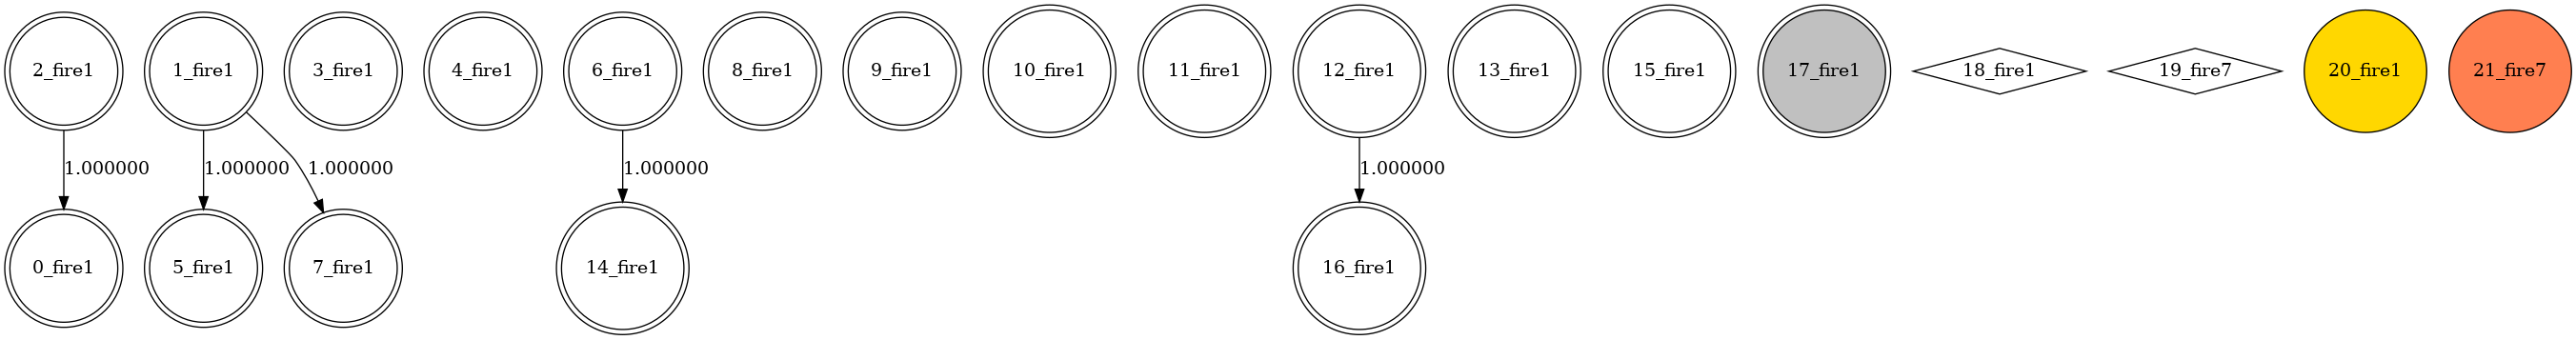 2_fire1
1_fire1
3_fire1
4_fire1
6_fire1
8_fire1
9_fire1
10_fire1
11_fire1
12_fire1
13_fire1
15_fire1
17_fire1
18_fire1
19_fire7
20_fire1
21_fire7
1.000000
1.000000
1.000000
1.000000
1.000000
0_fire1
5_fire1
7_fire1
14_fire1
16_fire1